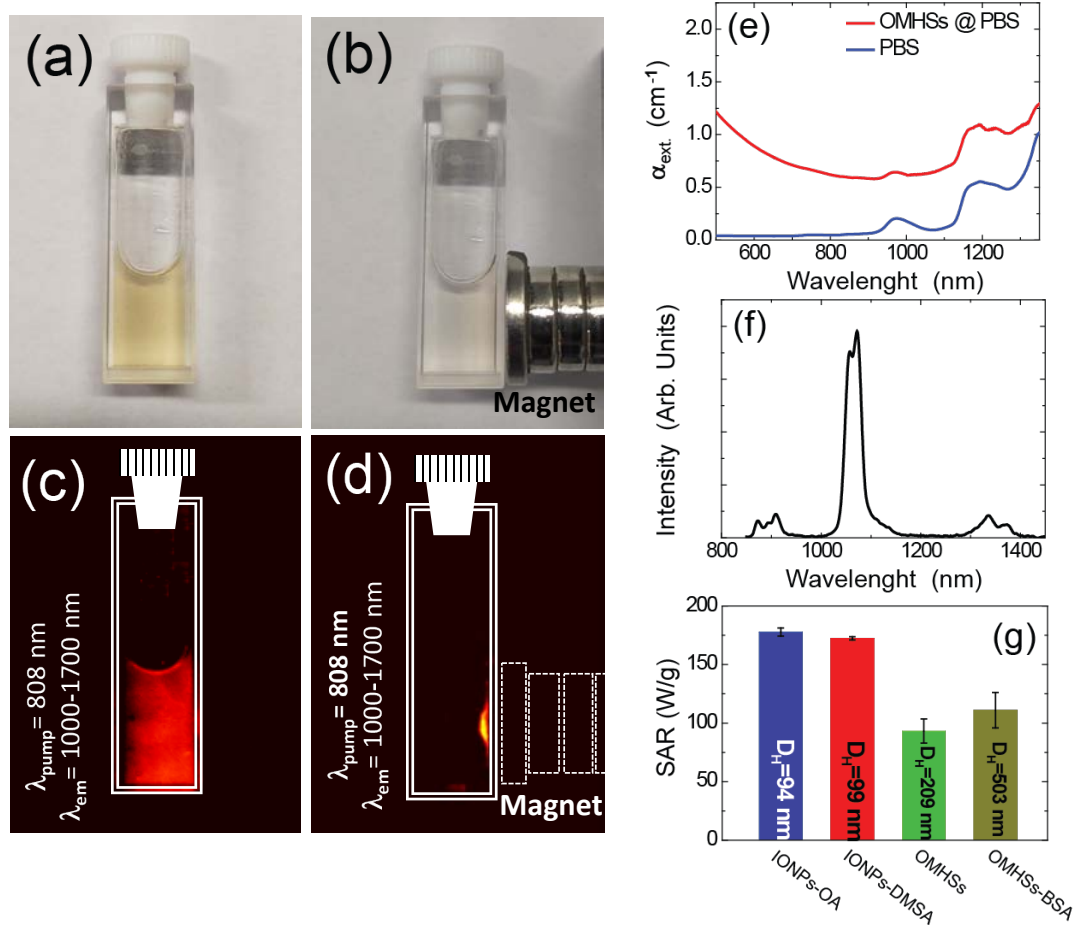 (a)
(b)
Magnet
(c)
λpump= 808 nm
λem= 1000-1700 nm
(d)
λpump= 808 nm
λem= 1000-1700 nm
Magnet
(e)
OMHSs @ PBS
PBS
αext. (cm-1)
2.0
1.5
1.0
0.5
0.0
600 800 1000 1200
Wavelenght (nm)
(f)
Intensity (Arb. Units)
800 1000 1200 1400
Wavelenght (nm)
(g)
SAR (W/g)
200
150
100
50
0
DH=94 nm
DH=99 nm
DH=209 nm
DH=503 nm
IONPs-OA
IONPs-DMSA
OMHSs
OMHSs-BSA